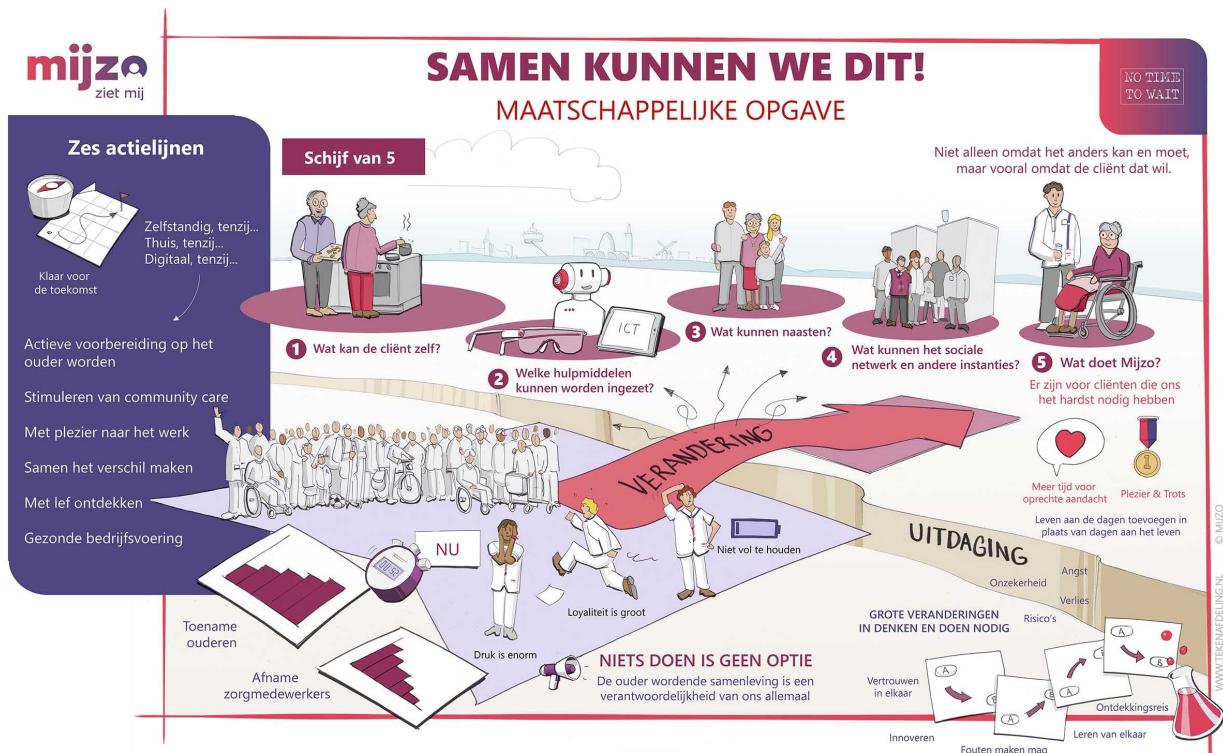 mijzo
ziet mij
SAMEN KUNNEN WE DIT!
MAATSCHAPPELIJKE OPGAVE
NO TIME
TO WAIT
Zes actielijnen
Zelfstandig, tenzij...
Thuis, tenzij...
Digitaal, tenzij...
Klaar voor
de toekomst
Actieve voorbereiding op het
ouder worden
Stimuleren van community care
Met plezier naar het werk
Samen het verschil maken
Met lef ontdekken
Gezonde bedrijfsvoering
Schijf van 5
Niet alleen omdat het anders kan en moet,
maar vooral omdat de cliënt dat wil.
1 Wat kan de cliënt zelf?
ICT
2 Welke hulpmiddelen
kunnen worden ingezet?
3 Wat kunnen naasten?
4 Wat kunnen het sociale
netwerk en andere instanties?
5 Wat doet Mijzo?
Er zijn voor cliënten die ons
het hardst nodig hebben
Meer tijd voor
oprechte aandacht
1
Plezier & Trots
Leven aan de dagen toevoegen in
plaats van dagen aan het leven
VERANDERING
UITDAGING
Angst
Onzekerheid
Verlies
Risico's
NU
Niet vol te houden
Loyaliteit is groot
Druk is enorm
Toename
ouderen
Afname
zorgmedewerkers
NIETS DOEN IS GEEN OPTIE
De ouder wordende samenleving is een
verantwoordelijkheid van ons allemaal
GROTE VERANDERINGEN
IN DENKEN EN DOEN NODIG
Vertrouwen
in elkaar
A
B
A
B
A
B
A
B
Ontdekkingsreis
Leren van elkaar
Innoveren
Fouten maken mag
WWW.TEKENAFDELING.NL © MIJZO